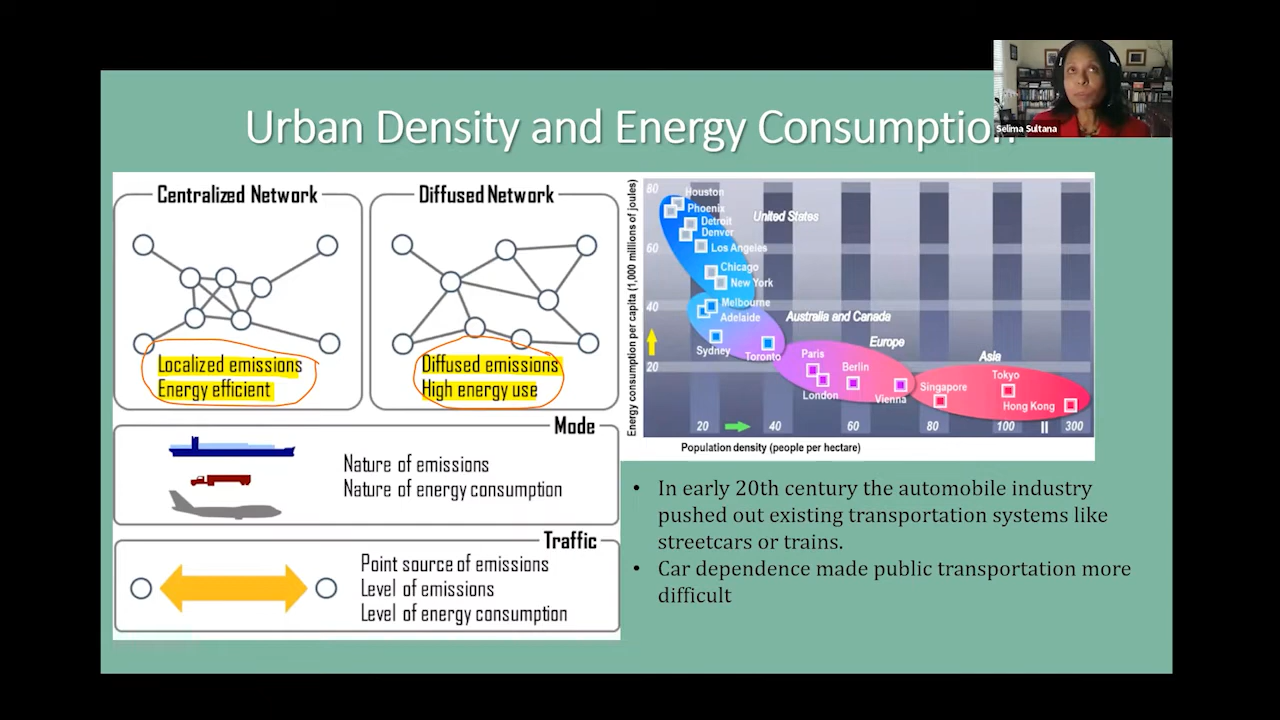 Urban Density and Energy Consumption
Selima Sultana
Centralized Network
Localized emissions
Energy efficient
Diffused Network
Diffused emissions
High energy use
Mode
Nature of emissions
Nature of energy consumption
Traffic
Point source of emissions
Level of emissions
Level of energy consumption
Energy consumption per capita (1,000 millions of joules)
80
60
40
20
Houston
Phoenix
Detroit
Denver
Los Angeles
Chicago
New York
United States
Melbourne
Adelaide
Sydney
Toronto
Australia and Canada
Paris
London
Berlin
Vienna
Europe
Singapore
Tokyo
Hong Kong
Asia
20 40 60 80 100 300
Population density (people per hectare)
• In early 20th century the automobile industry
pushed out existing transportation systems like
streetcars or trains.
• Car dependence made public transportation more
difficult